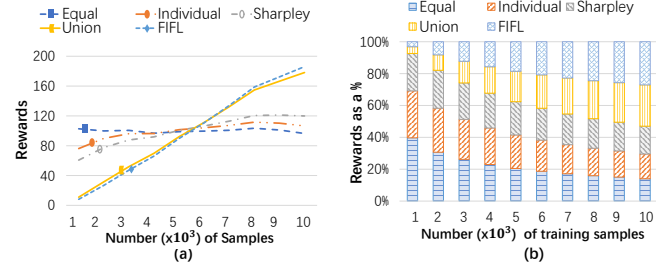 Equal Individual Sharpley
Union FIFL
200
160
120
80
40
0
Rewards
1 2 3 4 5 6 7 8 9 10
Number (x10³) of Samples
(a)
Equal Individual Sharpley
Union FIFL
100%
80%
60%
40%
20%
0%
Rewards as a %
1 2 3 4 5 6 7 8 9 10
Number (x10³) of training samples
(b)